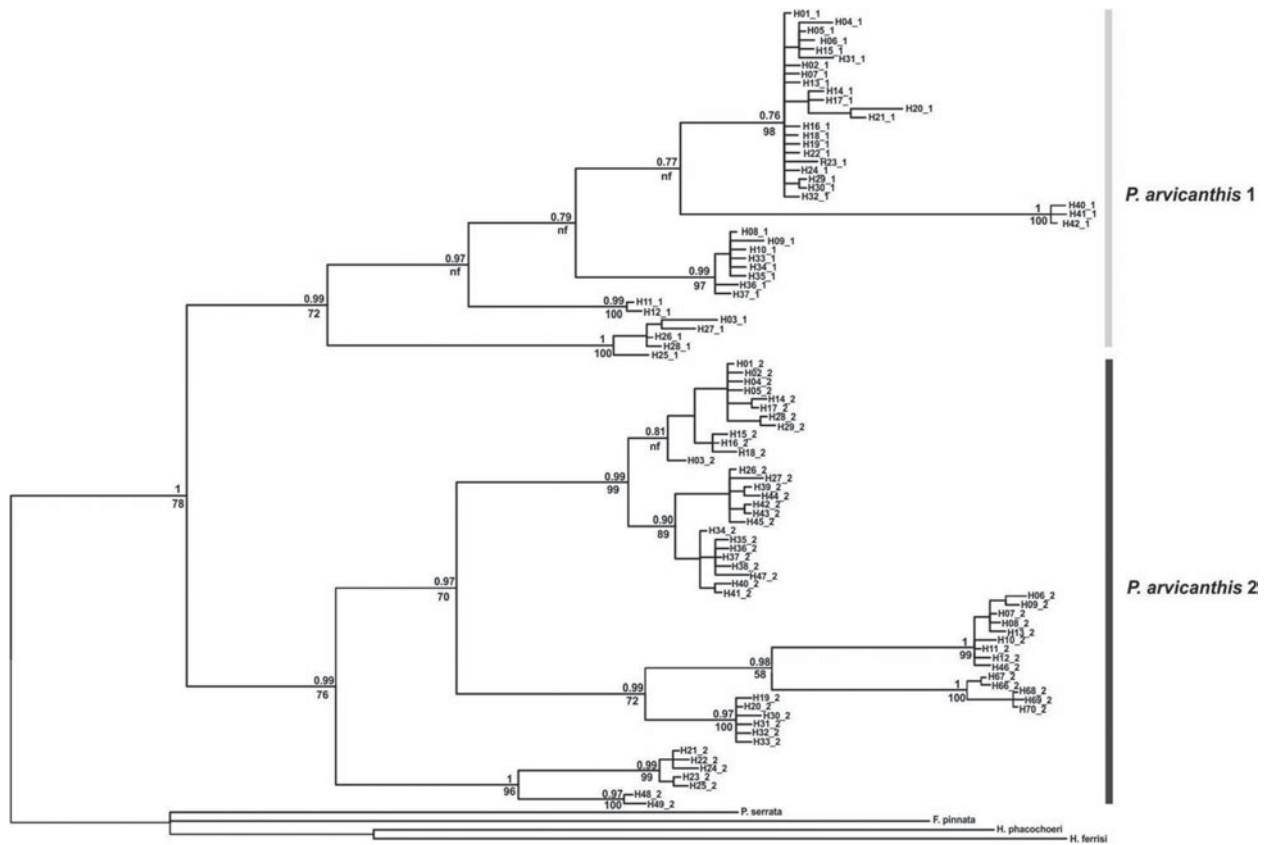 H01_1
H04_1
H05_1
H06_1
H15_1
H31_1
H02_1
H07_1
H13_1
H14_1
H17_1
H20_1
H21_1
0.76
98
H16_1
H18_1
H19_1
H22_1
R23_1
H24_1
H29_1
H30_1
H32_1
0.77
nf
P. arvicanthis 1
1
100
H40_1
H41_1
H42_1
0.79
nf
H08_1
H09_1
H10_1
H33_1
H34_1
H35_1
H36_1
H37_1
0.99
97
0.97
nf
0.99
100
H11_1
H12_1
0.99
72
H03_1
H27_1
H26_1
H28_1
H25_1
1
100
H01_2
H02_2
H04_2
H05_2
H14_2
H17_2
H28_2
H29_2
H15_2
H16_2
H18_2
H03_2
0.81
nf
0.99
99
H26_2
H27_2
H39_2
H44_2
H42_2
H43_2
H45_2
0.90
89
H34_2
H35_2
H36_2
H37_2
H38_2
H47_2
H40_2
H41_2
1
78
0.97
70
P. arvicanthis 2
H06_2
H09_2
H07_2
H08_2
H13_2
H10_2
H11_2
H12_2
H46_2
1
99
0.98
58
H67_2
H66_2
H68_2
H69_2
H70_2
1
100
0.99
72
0.99
76
H19_2
H20_2
H30_2
H31_2
H32_2
H33_2
0.97
100
H21_2
H22_2
H24_2
H23_2
H25_2
0.99
99
1
96
0.97
100
H48_2
H49_2
P. serrata
F. pinnata
H. phacochoeri
H. ferrisi